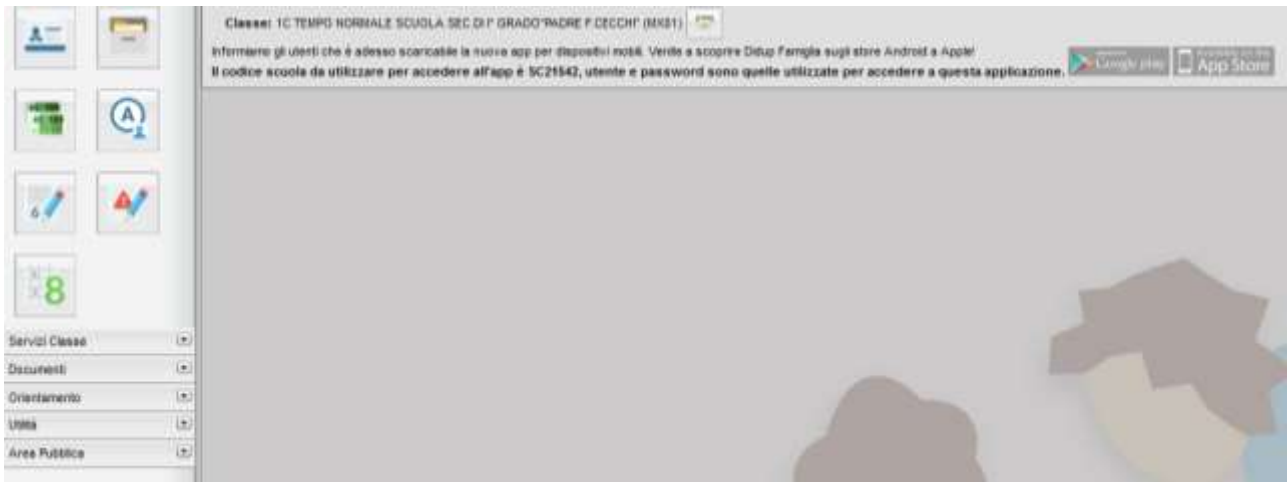 Classe: 1C TEMPO NORMALE SCUOLA SEC DI I° GRADO"PADRE F.CECCHI"
Informiamo gli utenti che è adesso scaricabile la nuova app per dispositivi mobili. Venite a scoprire Didup Famiglia sugli store Android a Apple!
Il codice scuola da utilizzare per accedere all'app è SC21542, utente e password sono quelle utilizzate per accedere a questa applicazione.
Google play
App Store
A
6
8
Servizi Classe
Documenti
Orientamento
Utilità
Area Pubblica